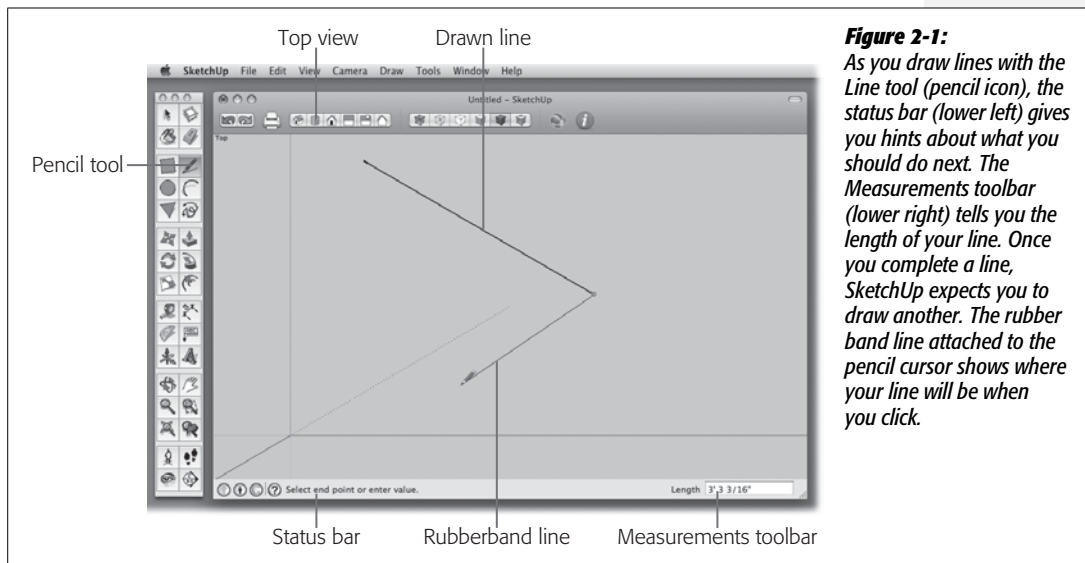 Top view
Drawn line
SketchUp File Edit View Camera Draw Tools Window Help
Untitled - SketchUp
Top
Pencil tool
Select end point or enter value.
Length 3' 3 3/16"
Status bar
Rubberband line
Measurements toolbar
Figure 2-1:
As you draw lines with the
Line tool (pencil icon), the
status bar (lower left) gives
you hints about what you
should do next. The
Measurements toolbar
(lower right) tells you the
length of your line. Once
you complete a line,
SketchUp expects you to
draw another. The rubber
band line attached to the
pencil cursor shows where
your line will be when
you click.